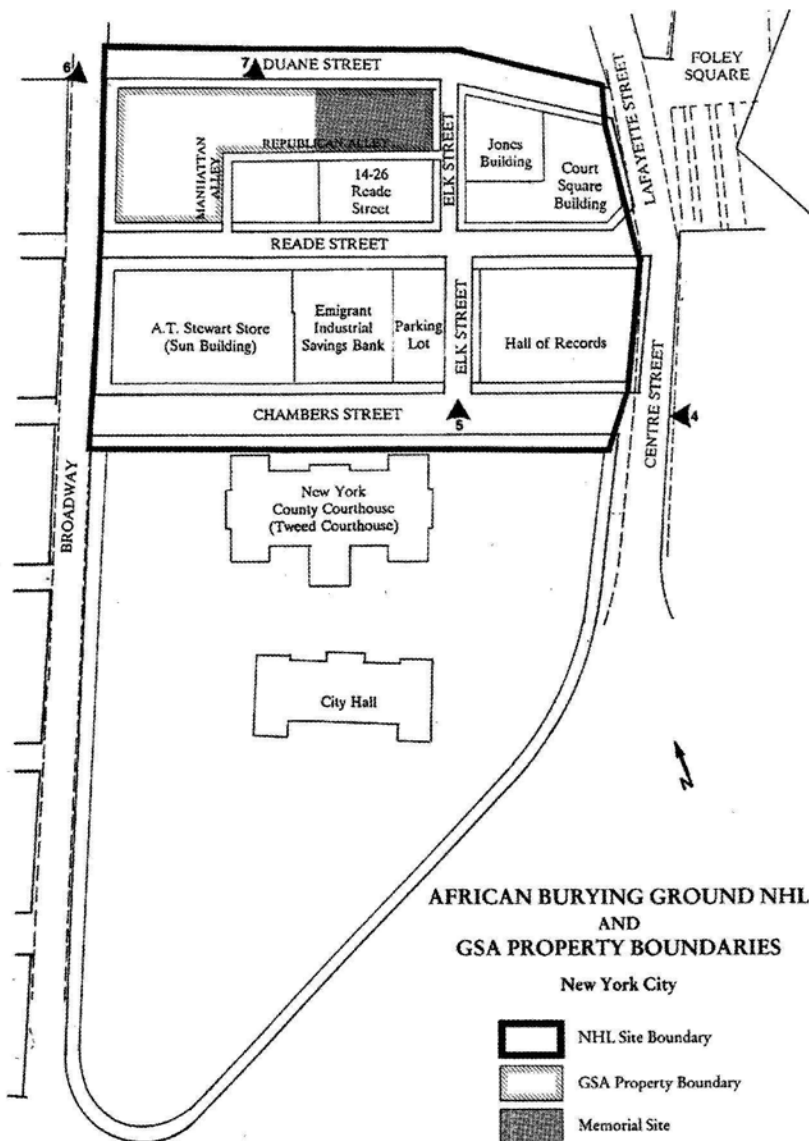 6
7
DUANE STREET
FOLEY
SQUARE
LAFAYETTE STREET
MANHATTAN
ALLEY
REPUBLICAN ALLEY
ELK STREET
Jones
Building
14-26
Reade
Street
Court
Square
Building
READE STREET
A.T. Stewart Store
(Sun Building)
Emigrant
Industrial
Savings Bank
Parking
Lot
ELK STREET
Hall of Records
CHAMBERS STREET
5
4
CENTRE STREET
BROADWAY
New York
County Courthouse
(Tweed Courthouse)
City Hall
N
AFRICAN BURYING GROUND NHL
AND
GSA PROPERTY BOUNDARIES
New York City
NHL Site Boundary
GSA Property Boundary
Memorial Site